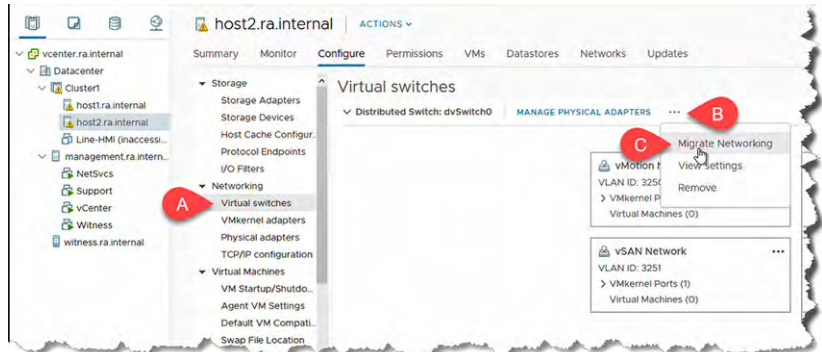 host2.ra.internal
ACTIONS
vcenter.ra.internal
Datacenter
Cluster1
host1.ra.internal
host2.ra.internal
Line-HMI (inaccessi...
management.ra.intern...
NetSvcs
Support
vCenter
Witness
witness.ra.internal
Summary Monitor Configure Permissions VMs Datastores Networks Updates
Storage
Storage Adapters
Storage Devices
Host Cache Configur...
Protocol Endpoints
I/O Filters
Networking
A
Virtual switches
VMkernel adapters
Physical adapters
TCP/IP configuration
Virtual Machines
VM Startup/Shutdo...
Agent VM Settings
Default VM Compati...
Swap File Location
Virtual switches
Distributed Switch: dvSwitch0 MANAGE PHYSICAL ADAPTERS ... B
C
Migrate Networking
View settings
Remove
vMotion
VLAN ID: 3250
VMkernel P
Virtual Machines (0)
vSAN Network ...
VLAN ID: 3251
VMkernel Ports (1)
Virtual Machines (0)